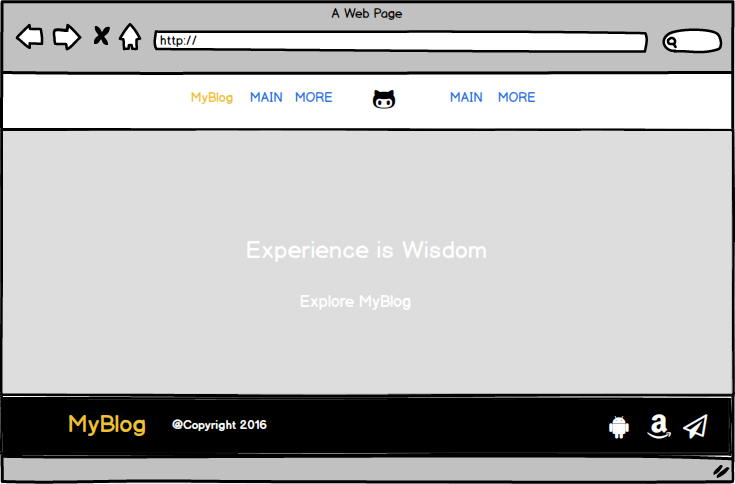 A Web Page
http://
MyBlog MAIN MORE MAIN MORE
Experience is Wisdom
Explore MyBlog
MyBlog @Copyright 2016